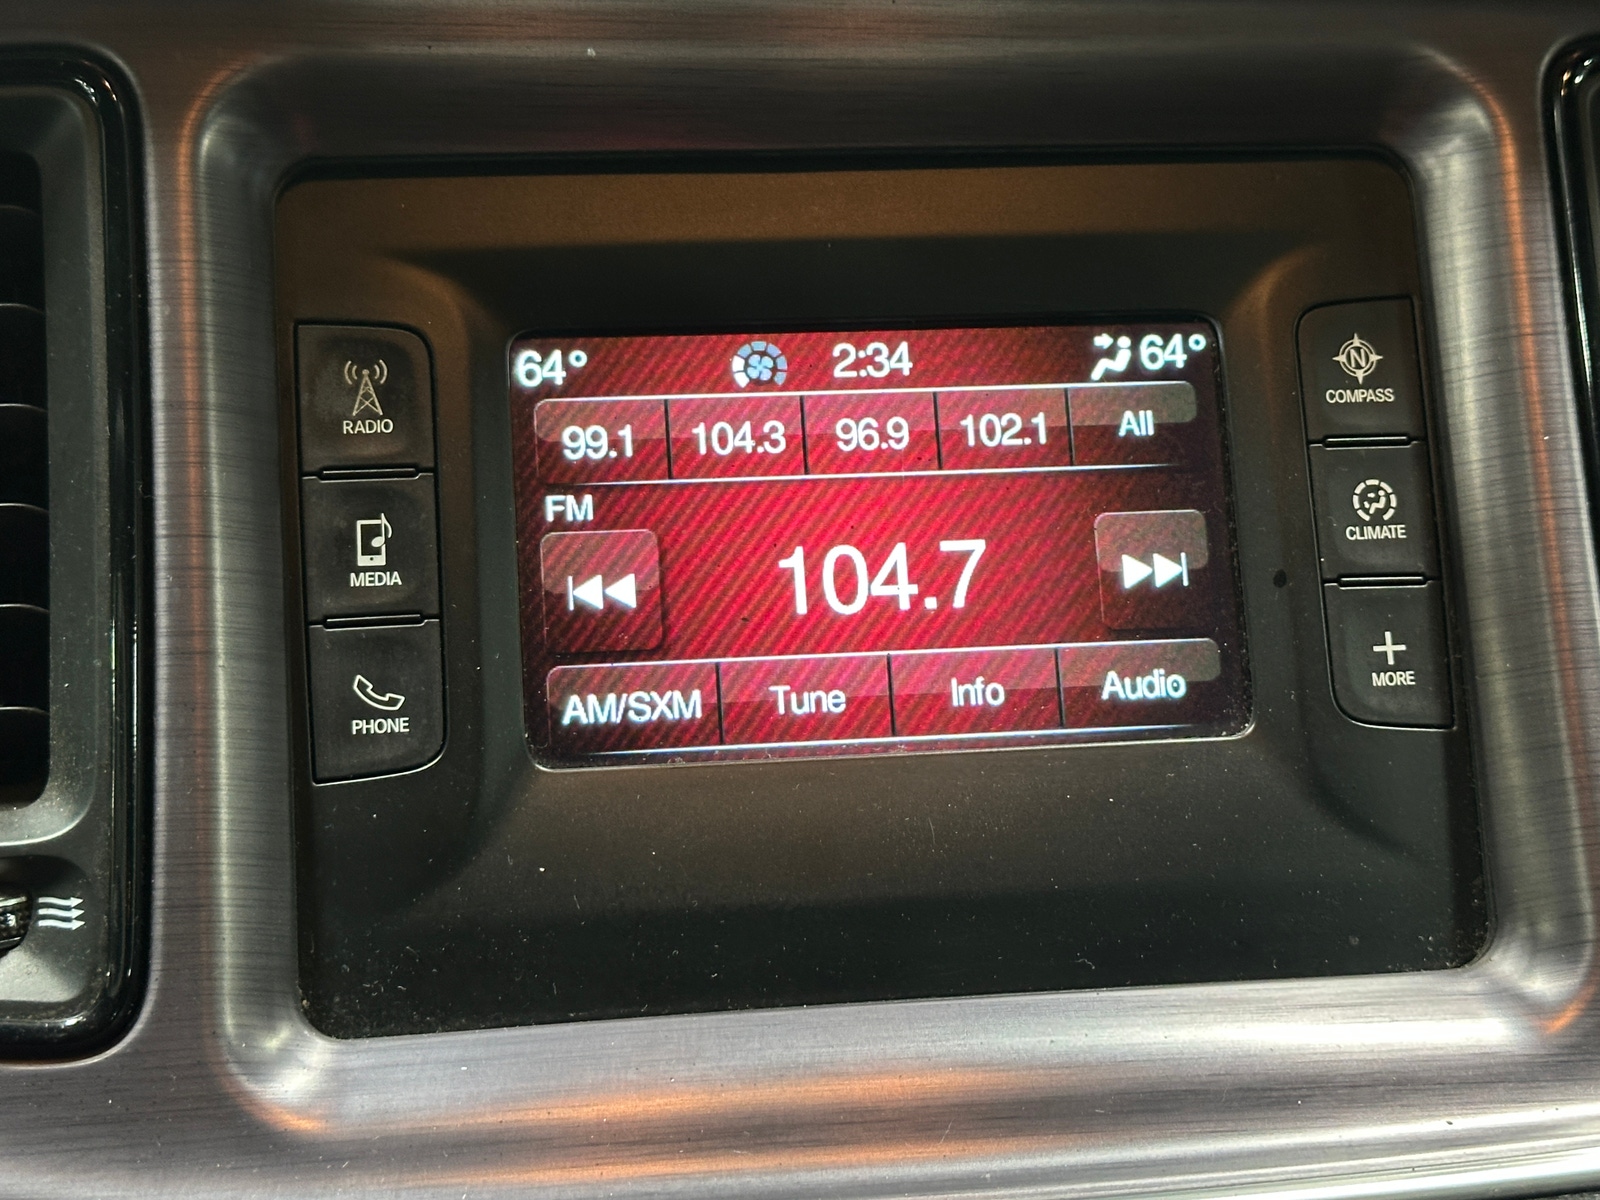 64° 2:34 64°
99.1 104.3 96.9 102.1 All
FM
104.7
AM/SXM Tune Info Audio
RADIO
MEDIA
PHONE
N
COMPASS
CLIMATE
MORE